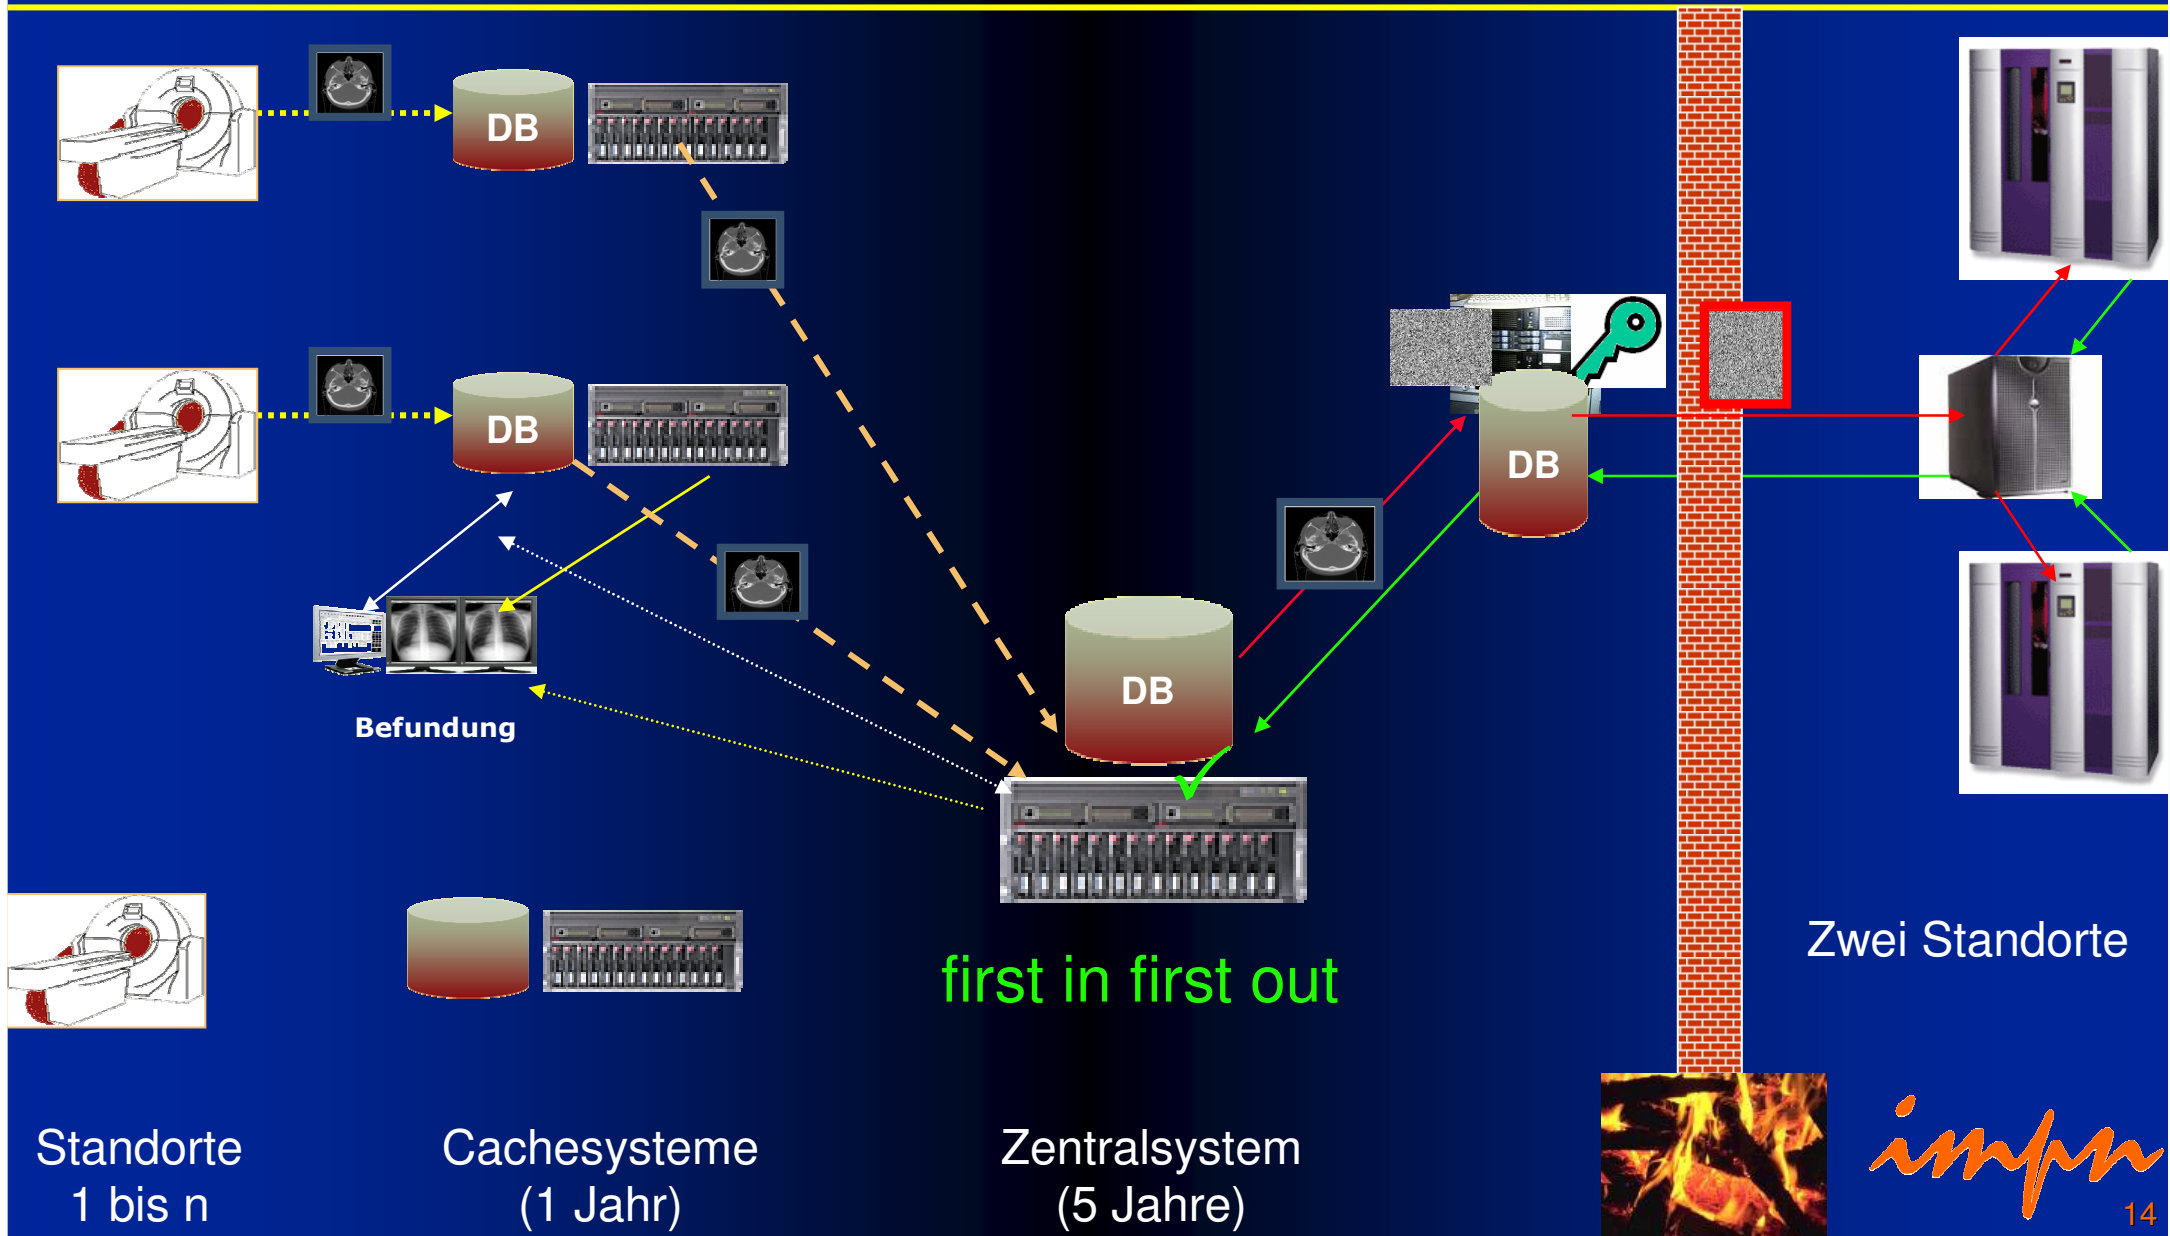 DB
DB
DB
DB
Befundung
first in first out
Zwei Standorte
Standorte
1 bis n
Cachesysteme
(1 Jahr)
Zentralsystem
(5 Jahre)
impn
14